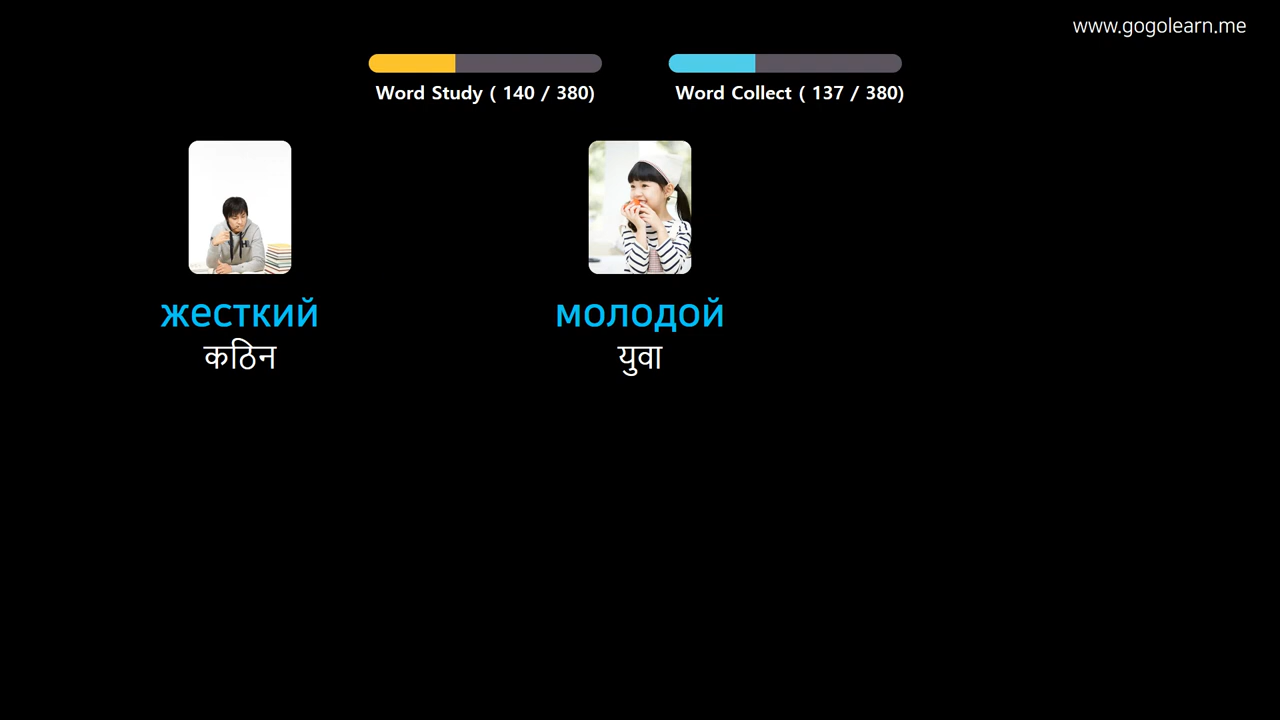 www.gogolearn.me
Word Study ( 140 / 380)
Word Collect ( 137 / 380)
жесткий
कठिन
молодой
युवा